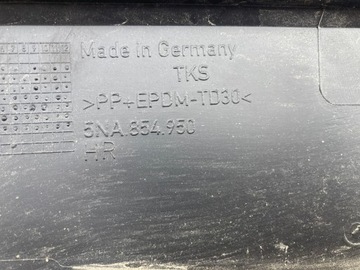 Made in Germany
TKS
>PP+EPDM-TD30<
5NA.854.950
HR